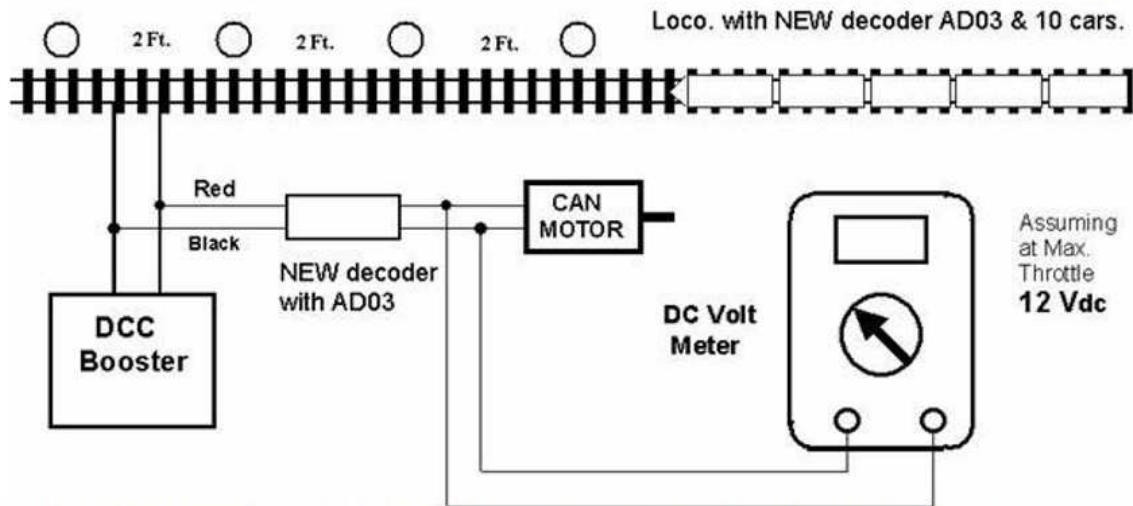 Loco. with NEW decoder AD03 & 10 cars.
2 Ft. 2 Ft. 2 Ft.
Red
Black
NEW decoder
with AD03
CAN
MOTOR
DCC
Booster
DC Volt
Meter
Assuming
at Max.
Throttle
12 Vdc